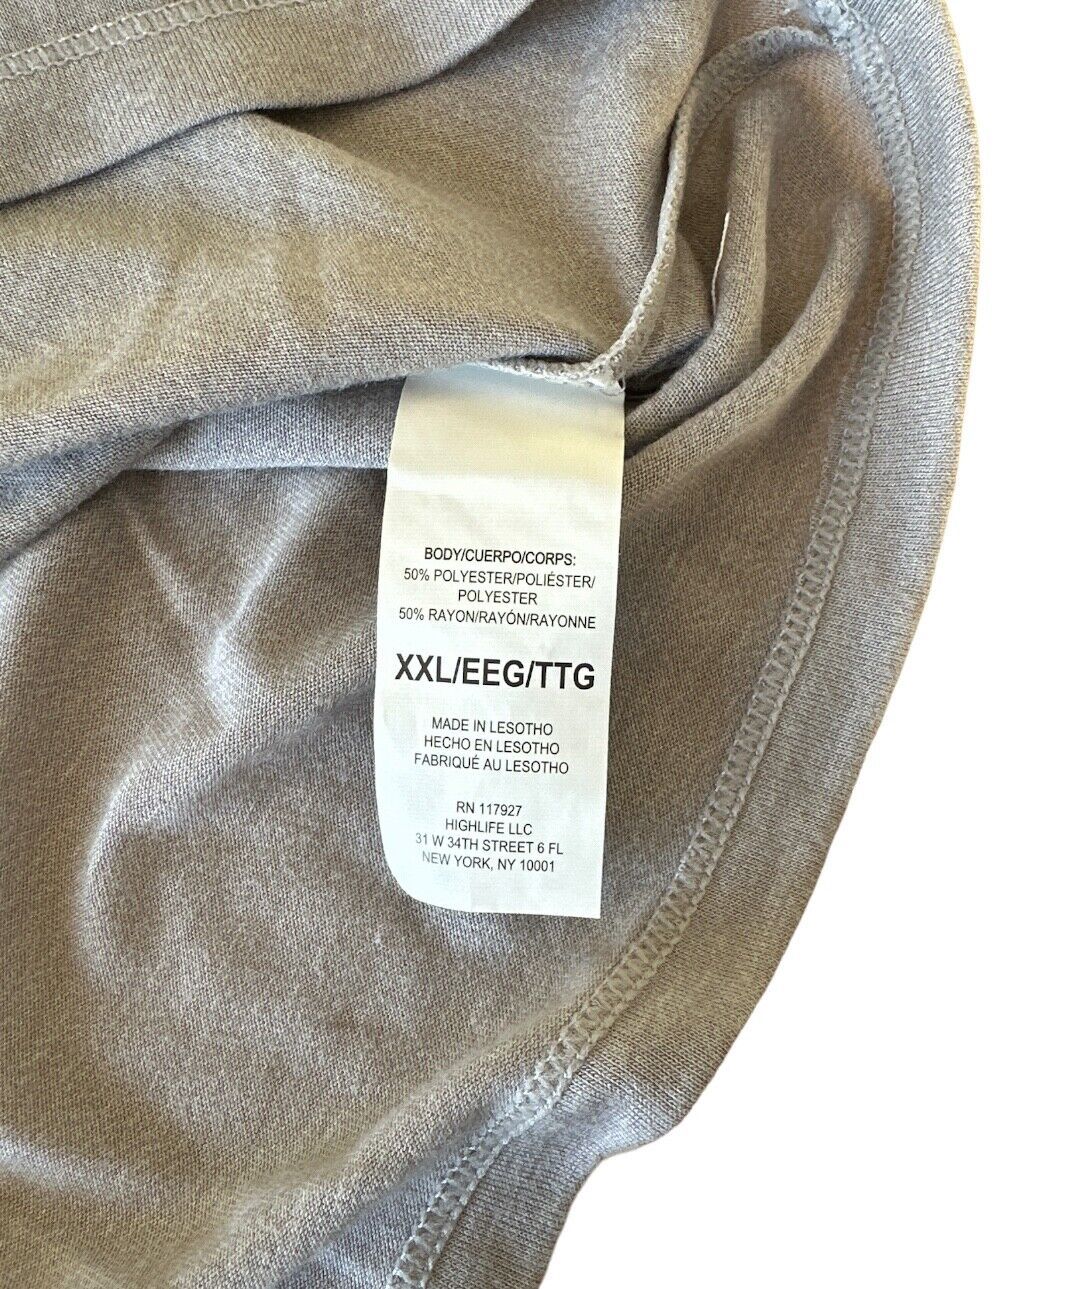 BODY/CUERPO/CORPS:
50% POLYESTER/POLIÉSTER/
POLYESTER
50% RAYON/RAYÓN/RAYONNE
XXL/EEG/TTG
MADE IN LESOTHO
HECHO EN LESOTHO
FABRIQUÉ AU LESOTHO
RN 117927
HIGHLIFE LLC
31 W 34TH STREET 6 FL
NEW YORK, NY 10001